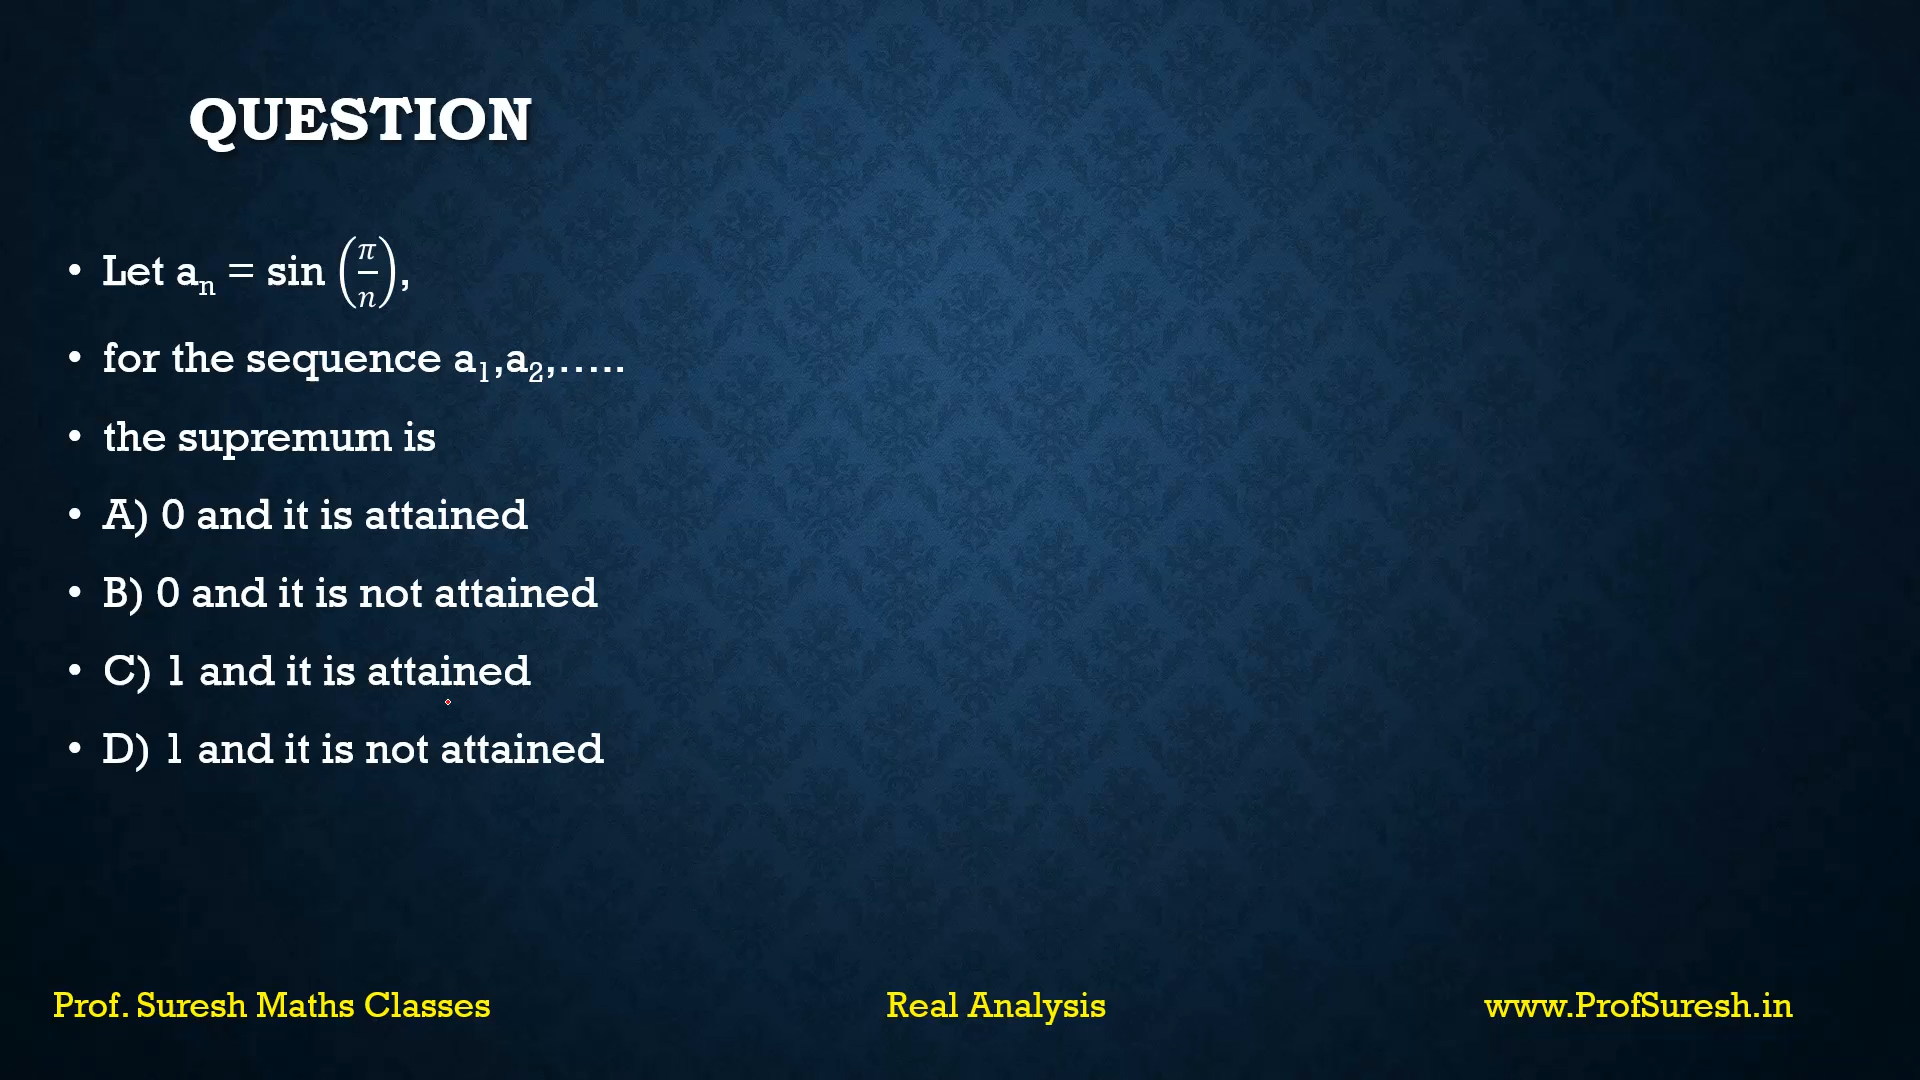 QUESTION
• Let aₙ = sin (π/n),
• for the sequence a₁,a₂,.....
• the supremum is
• A) 0 and it is attained
• B) 0 and it is not attained
• C) 1 and it is attained
• D) 1 and it is not attained
Prof. Suresh Maths Classes Real Analysis www.ProfSuresh.in